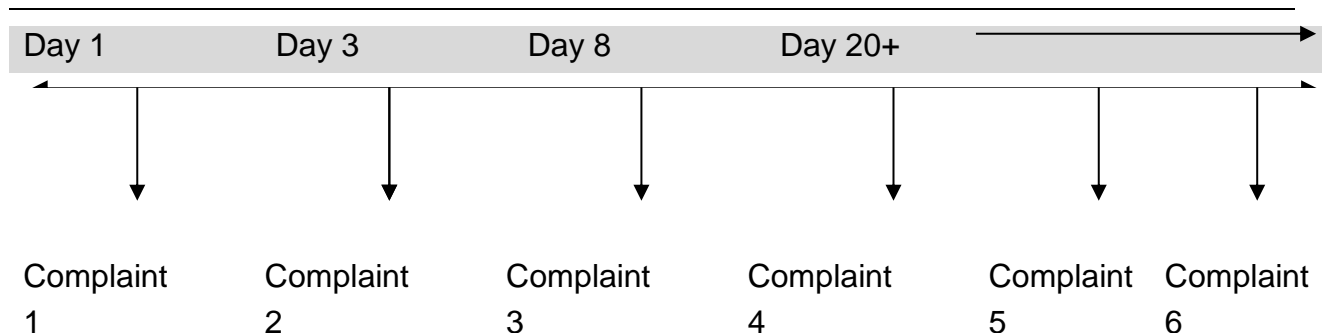 Day 1 Day 3 Day 8 Day 20+
Complaint Complaint Complaint Complaint Complaint Complaint
1 2 3 4 5 6